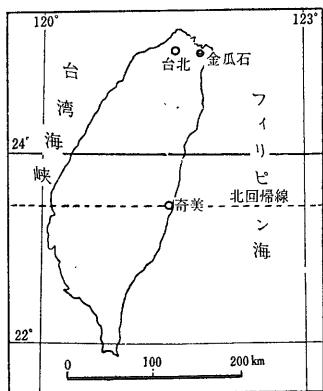 120°
123°
台北
金瓜石
台湾海峡
フィリピン海
24°
北回帰線
奇美
22°
0
100
200 km